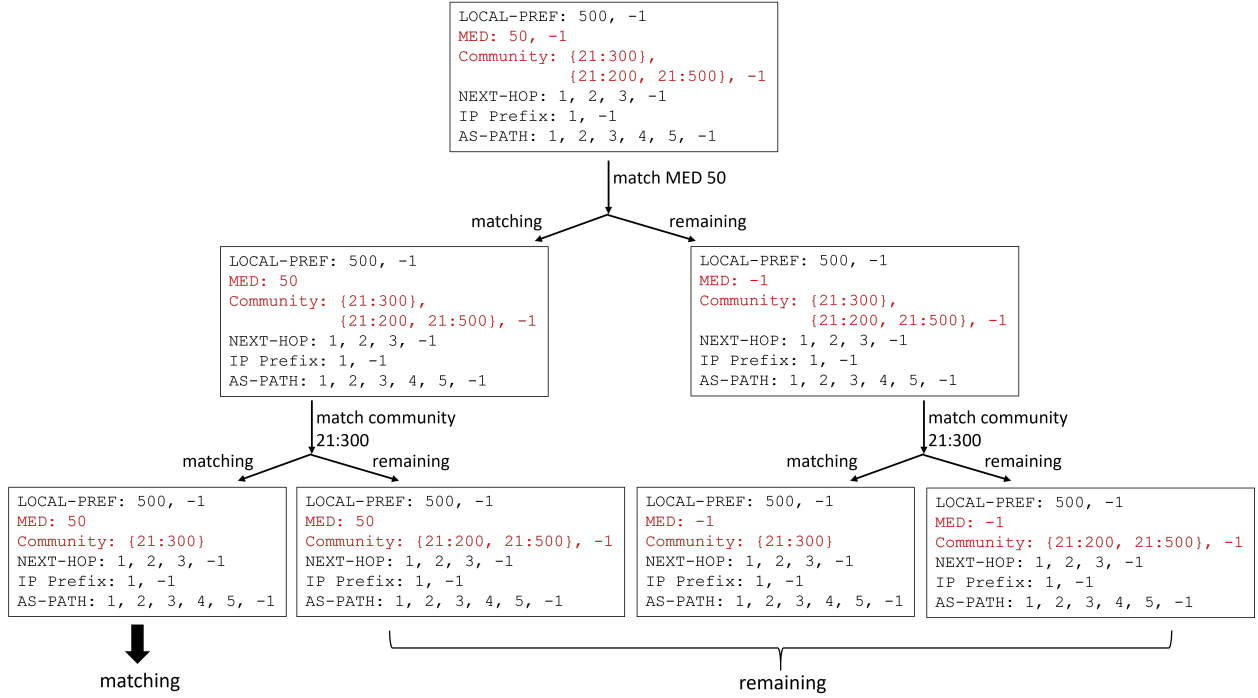 LOCAL-PREF: 500, -1
MED: 50, -1
Community: {21:300},
{21:200, 21:500}, -1
NEXT-HOP: 1, 2, 3, -1
IP Prefix: 1, -1
AS-PATH: 1, 2, 3, 4, 5, -1
match MED 50
matching
remaining
LOCAL-PREF: 500, -1
MED: 50
Community: {21:300},
{21:200, 21:500}, -1
NEXT-HOP: 1, 2, 3, -1
IP Prefix: 1, -1
AS-PATH: 1, 2, 3, 4, 5, -1
LOCAL-PREF: 500, -1
MED: -1
Community: {21:300},
{21:200, 21:500}, -1
NEXT-HOP: 1, 2, 3, -1
IP Prefix: 1, -1
AS-PATH: 1, 2, 3, 4, 5, -1
match community
21:300
matching
remaining
match community
21:300
matching
remaining
LOCAL-PREF: 500, -1
MED: 50
Community: {21:300}
NEXT-HOP: 1, 2, 3, -1
IP Prefix: 1, -1
AS-PATH: 1, 2, 3, 4, 5, -1
LOCAL-PREF: 500, -1
MED: 50
Community: {21:200, 21:500}, -1
NEXT-HOP: 1, 2, 3, -1
IP Prefix: 1, -1
AS-PATH: 1, 2, 3, 4, 5, -1
LOCAL-PREF: 500, -1
MED: -1
Community: {21:300}
NEXT-HOP: 1, 2, 3, -1
IP Prefix: 1, -1
AS-PATH: 1, 2, 3, 4, 5, -1
LOCAL-PREF: 500, -1
MED: -1
Community: {21:200, 21:500}, -1
NEXT-HOP: 1, 2, 3, -1
IP Prefix: 1, -1
AS-PATH: 1, 2, 3, 4, 5, -1
matching
remaining